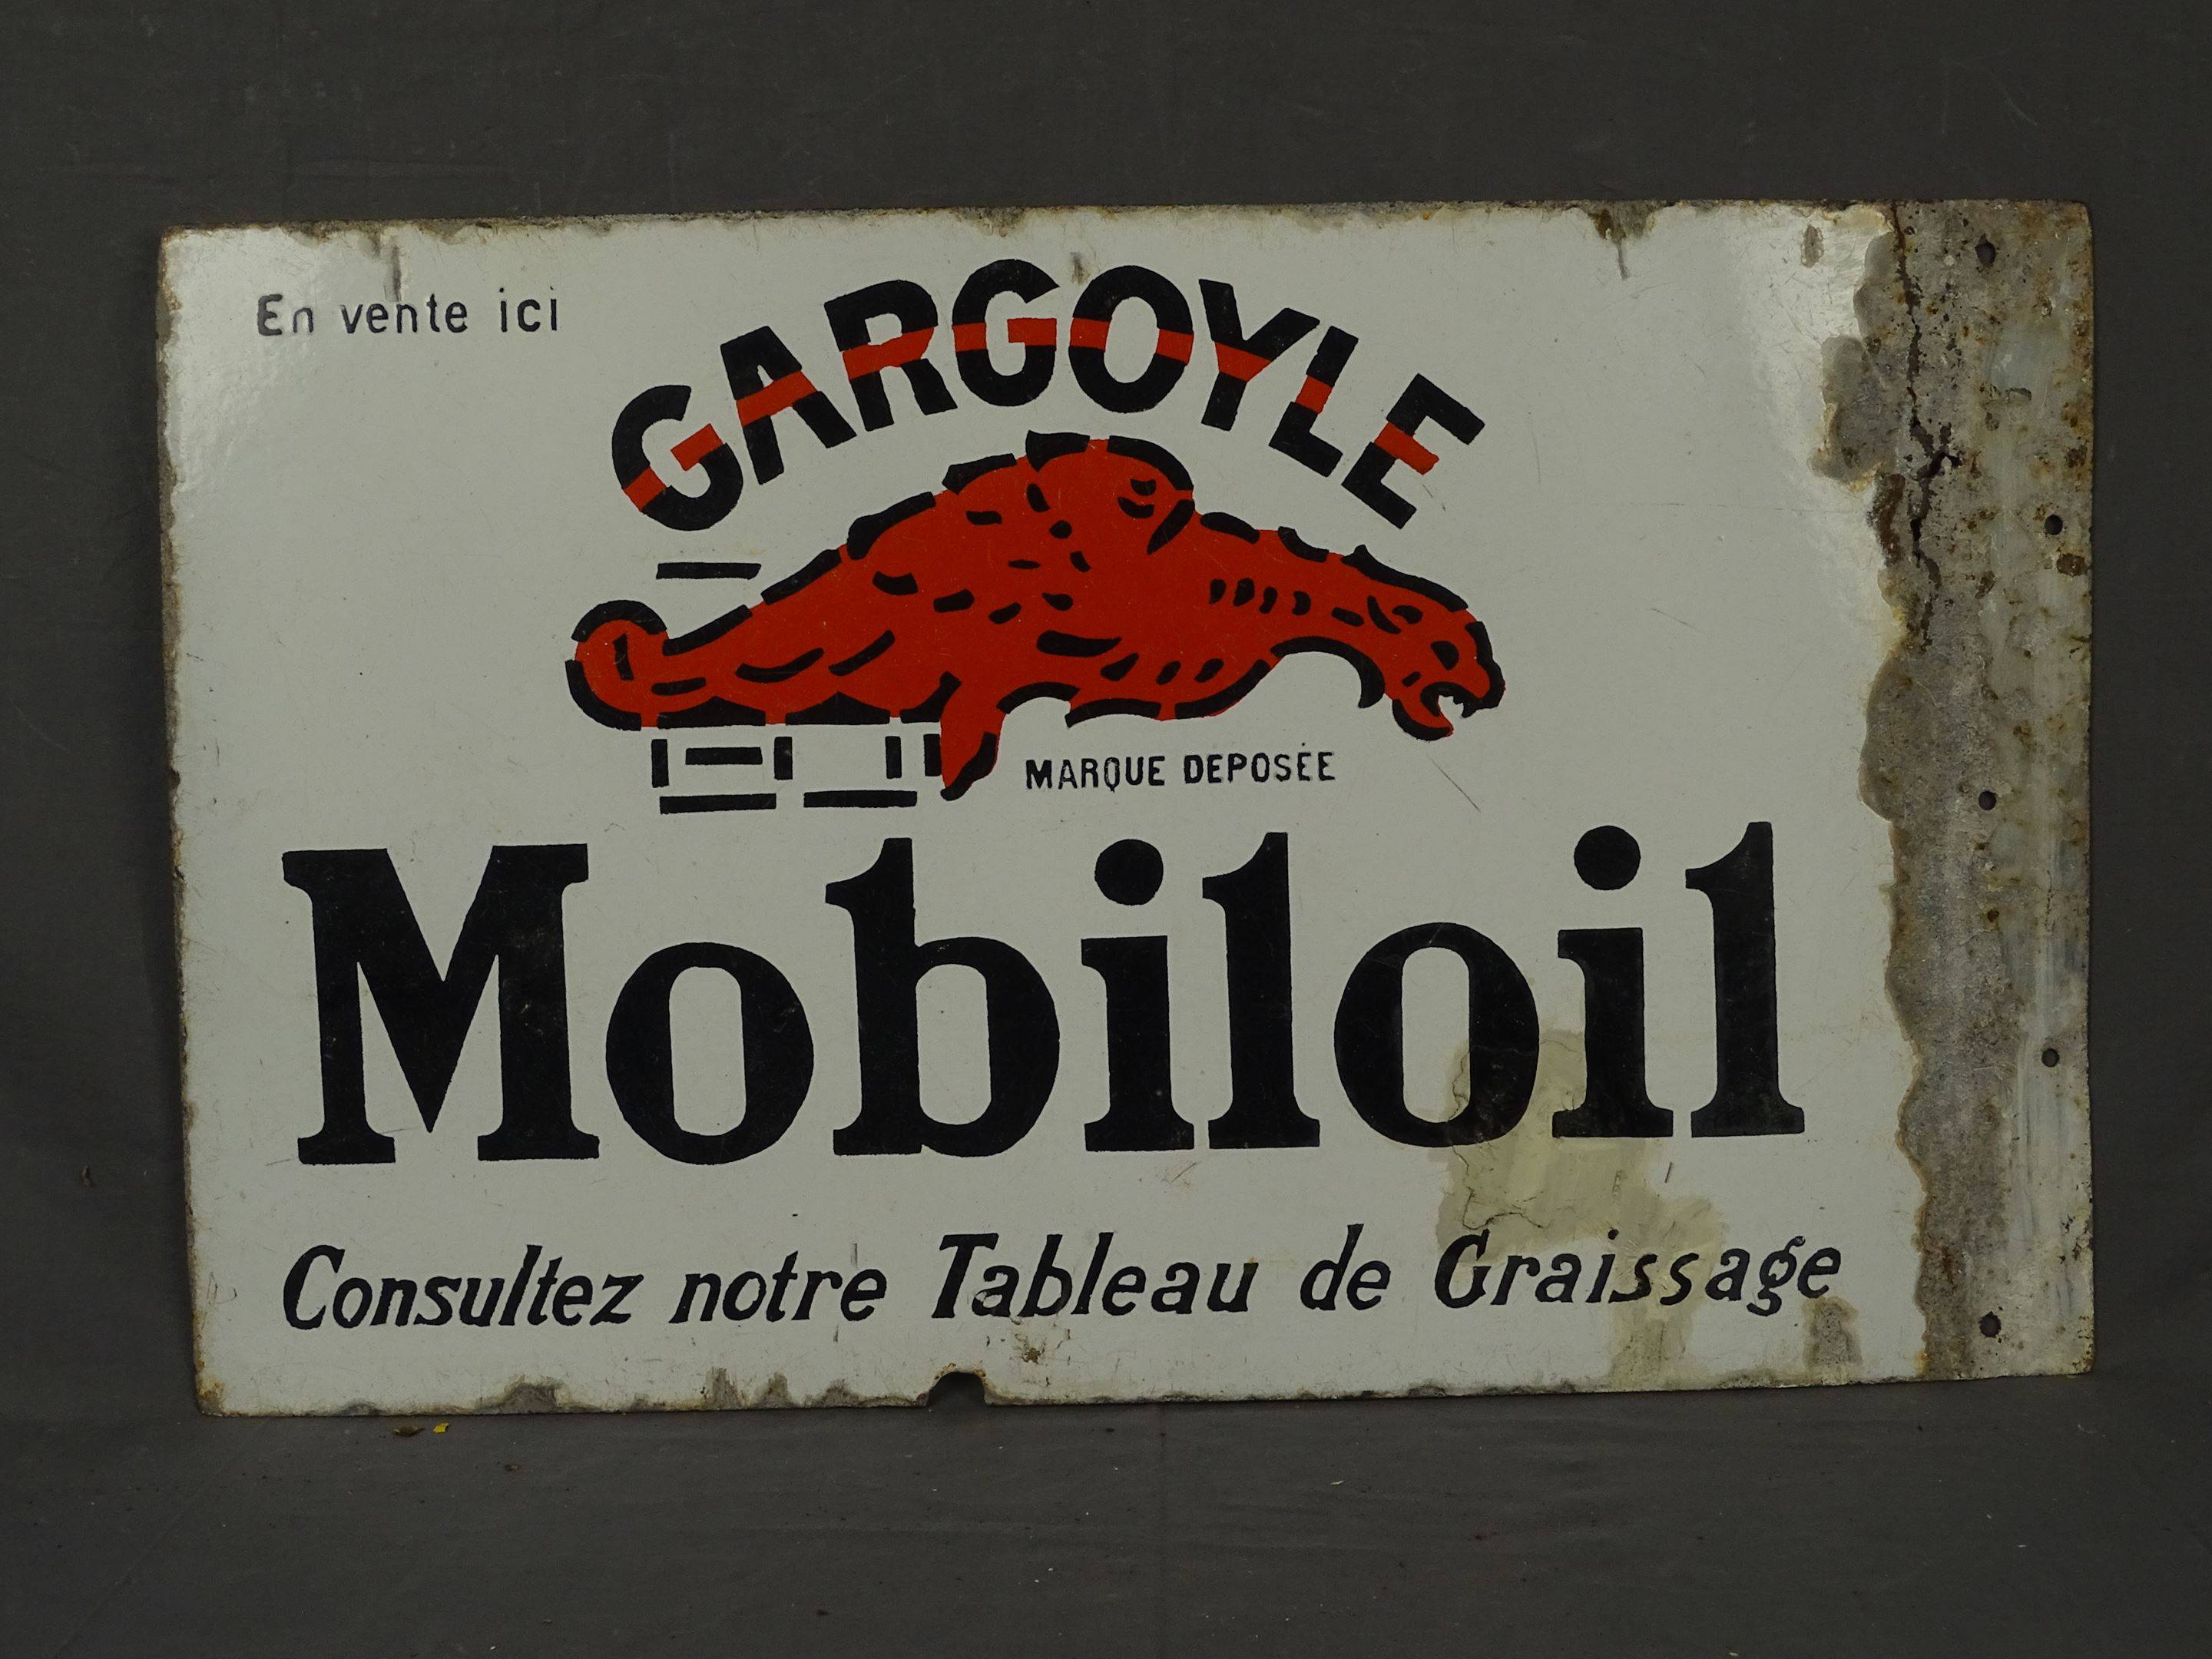 En vente ici
GARGOYLE
MARQUE DEPOSÉE
Mobiloil
Consultez notre Tableau de Graissage